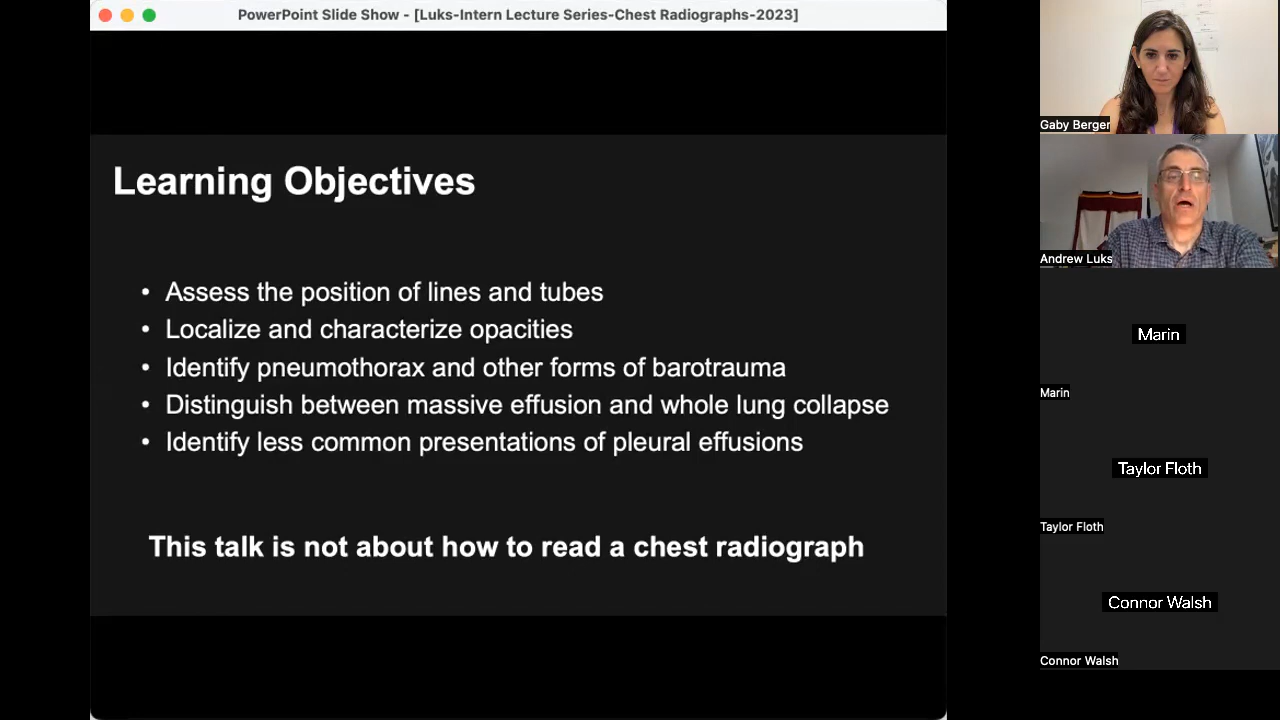 PowerPoint Slide Show - [Luks-Intern Lecture Series-Chest Radiographs-2023]
Learning Objectives
• Assess the position of lines and tubes
• Localize and characterize opacities
• Identify pneumothorax and other forms of barotrauma
• Distinguish between massive effusion and whole lung collapse
• Identify less common presentations of pleural effusions
This talk is not about how to read a chest radiograph
Gaby Berger
Andrew Luks
Marin
Marin
Taylor Floth
Taylor Floth
Connor Walsh
Connor Walsh